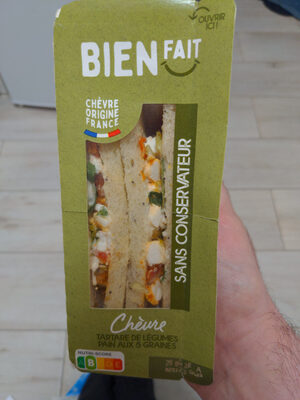 OUVRIR
ICI
BIEN FAIT
CHÈVRE
ORIGINE
FRANCE
SANS CONSERVATEUR
Chèvre
TARTARE DE LÉGUMES
PAIN AUX 5 GRAINES
NUTRI-SCORE
B